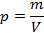 p = m/V